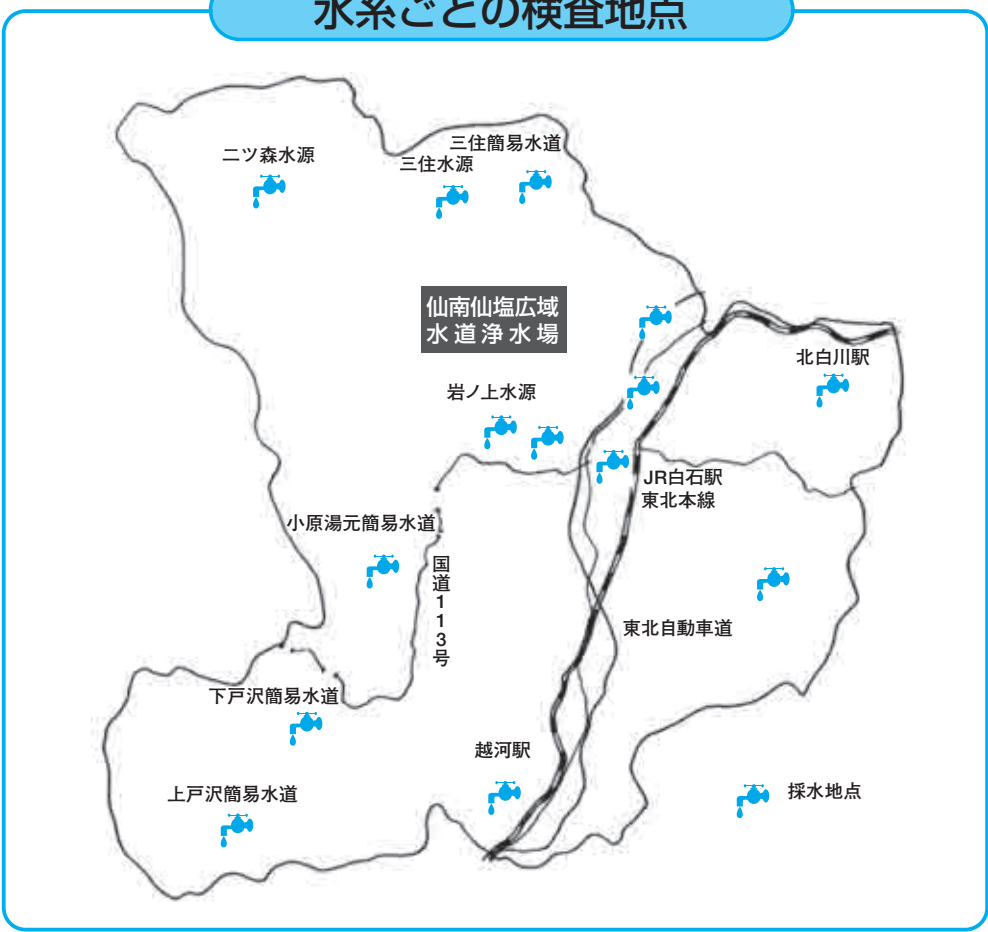 水系ごとの検査地点
二ツ森水源
三住簡易水道
三住水源
仙南仙塩広域
水道浄水場
北白川駅
岩ノ上水源
JR白石駅
東北本線
小原湯元簡易水道
国道113号
東北自動車道
下戸沢簡易水道
越河駅
上戸沢簡易水道
採水地点